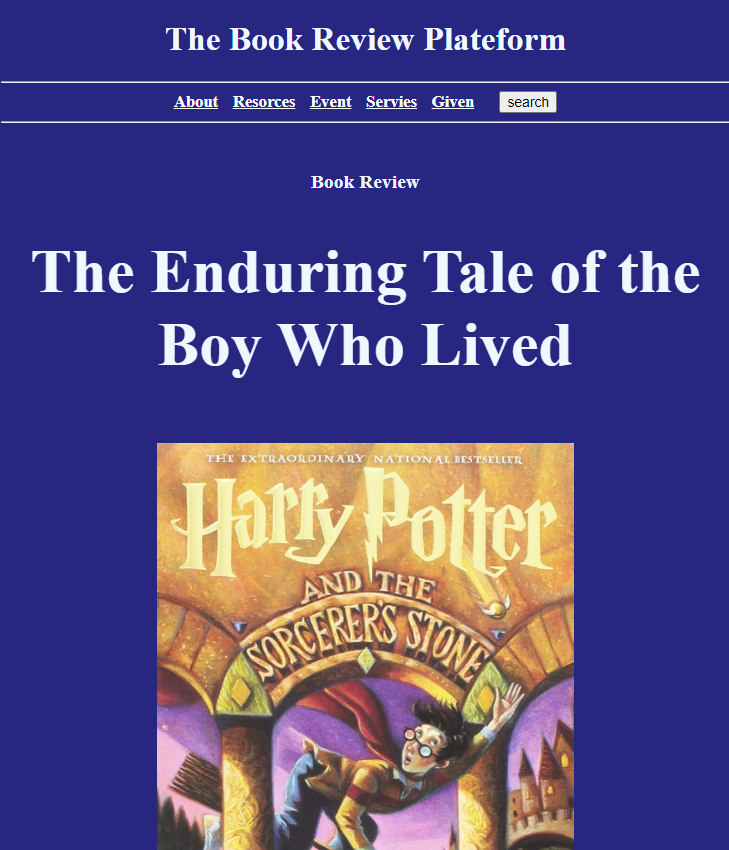 The Book Review Plateform
About Resorces Event Servies Given search
Book Review
The Enduring Tale of the
Boy Who Lived
THE EXTRAORDINARY NATIONAL BESTSELLER
Harry Potter
AND THE
SORCERER'S STONE